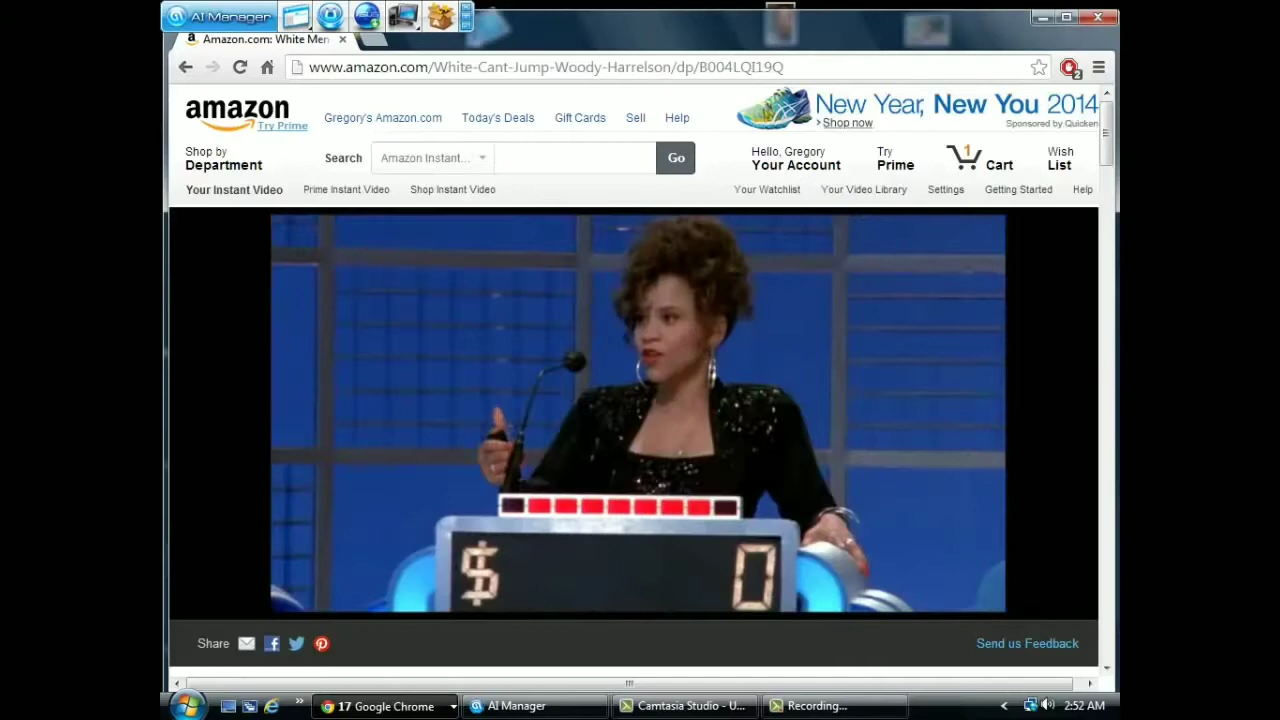 AI Manager
Amazon.com: White Men
www.amazon.com/White-Cant-Jump-Woody-Harrelson/dp/B004LQI19Q
2
amazon
Try Prime
Gregory's Amazon.com Today's Deals Gift Cards Sell Help
New Year, New You 2014
Shop now
Sponsored by Quicken
Shop by
Department
Search Amazon Instant... Go
Hello, Gregory
Your Account
Try
Prime
1
Cart
Wish
List
Your Instant Video Prime Instant Video Shop Instant Video
Your Watchlist Your Video Library Settings Getting Started Help
$ 0
Share
Send us Feedback
17 Google Chrome
AI Manager
Camtasia Studio - U...
Recording...
2:52 AM